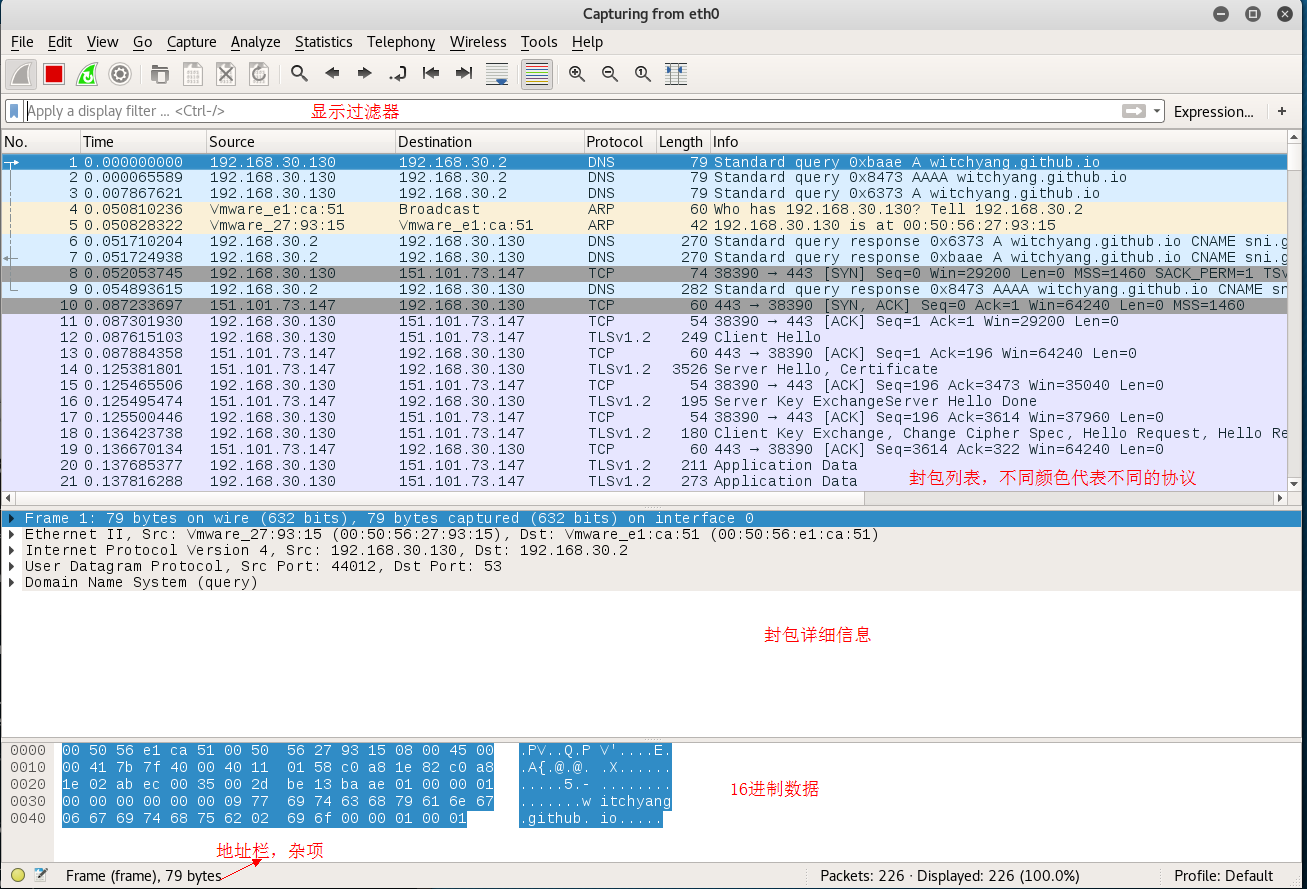 Capturing from eth0
File Edit View Go Capture Analyze Statistics Telephony Wireless Tools Help
Apply a display filter ... <Ctrl-/> 显示过滤器 Expression... +
No. Time Source Destination Protocol Length Info
1 0.000000000 192.168.30.130 192.168.30.2 DNS 79 Standard query 0xbaae A witchyang.github.io
2 0.000065589 192.168.30.130 192.168.30.2 DNS 79 Standard query 0x8473 AAAA witchyang.github.io
3 0.007867621 192.168.30.130 192.168.30.2 DNS 79 Standard query 0x6373 A witchyang.github.io
4 0.050810236 Vmware_e1:ca:51 Broadcast ARP 60 Who has 192.168.30.130? Tell 192.168.30.2
5 0.050828322 Vmware_27:93:15 Vmware_e1:ca:51 ARP 42 192.168.30.130 is at 00:50:56:27:93:15
6 0.051710204 192.168.30.2 192.168.30.130 DNS 270 Standard query response 0x6373 A witchyang.github.io CNAME sni.g
7 0.051724938 192.168.30.2 192.168.30.130 DNS 270 Standard query response 0xbaae A witchyang.github.io CNAME sni.g
8 0.052053745 192.168.30.130 151.101.73.147 TCP 74 38390 → 443 [SYN] Seq=0 Win=29200 Len=0 MSS=1460 SACK_PERM=1 TSv
9 0.054893615 192.168.30.2 192.168.30.130 DNS 282 Standard query response 0x8473 AAAA witchyang.github.io CNAME sn
10 0.087233697 151.101.73.147 192.168.30.130 TCP 60 443 → 38390 [SYN, ACK] Seq=0 Ack=1 Win=64240 Len=0 MSS=1460
11 0.087301930 192.168.30.130 151.101.73.147 TCP 54 38390 → 443 [ACK] Seq=1 Ack=1 Win=29200 Len=0
12 0.087615103 192.168.30.130 151.101.73.147 TLSv1.2 249 Client Hello
13 0.087884358 151.101.73.147 192.168.30.130 TCP 60 443 → 38390 [ACK] Seq=1 Ack=196 Win=64240 Len=0
14 0.125381801 151.101.73.147 192.168.30.130 TLSv1.2 3526 Server Hello, Certificate
15 0.125465506 192.168.30.130 151.101.73.147 TCP 54 38390 → 443 [ACK] Seq=196 Ack=3473 Win=35040 Len=0
16 0.125495474 151.101.73.147 192.168.30.130 TLSv1.2 195 Server Key ExchangeServer Hello Done
17 0.125500446 192.168.30.130 151.101.73.147 TCP 54 38390 → 443 [ACK] Seq=196 Ack=3614 Win=37960 Len=0
18 0.136423738 192.168.30.130 151.101.73.147 TLSv1.2 180 Client Key Exchange, Change Cipher Spec, Hello Request, Hello Re
19 0.136670134 151.101.73.147 192.168.30.130 TCP 60 443 → 38390 [ACK] Seq=3614 Ack=322 Win=64240 Len=0
20 0.137685377 192.168.30.130 151.101.73.147 TLSv1.2 211 Application Data
21 0.137816288 192.168.30.130 151.101.73.147 TLSv1.2 273 Application Data
封包列表，不同颜色代表不同的协议
Frame 1: 79 bytes on wire (632 bits), 79 bytes captured (632 bits) on interface 0
Ethernet II, Src: Vmware_27:93:15 (00:50:56:27:93:15), Dst: Vmware_e1:ca:51 (00:50:56:e1:ca:51)
Internet Protocol Version 4, Src: 192.168.30.130, Dst: 192.168.30.2
User Datagram Protocol, Src Port: 44012, Dst Port: 53
Domain Name System (query)
封包详细信息
0000 00 50 56 e1 ca 51 00 50 56 27 93 15 08 00 45 00 .PV..Q.P V'....E.
0010 00 41 7b 7f 40 00 40 11 01 58 c0 a8 1e 82 c0 a8 .A{.@.@. .X......
0020 1e 02 ab ec 00 35 00 2d be 13 ba ae 01 00 00 01 .....5.- ........
0030 00 00 00 00 00 00 09 77 69 74 63 68 79 61 6e 67 .......w itchyang
0040 06 67 69 74 68 75 62 02 69 6f 00 00 01 00 01 .github. io.....
16进制数据
地址栏，杂项
Frame (frame), 79 bytes Packets: 226 · Displayed: 226 (100.0%) Profile: Default